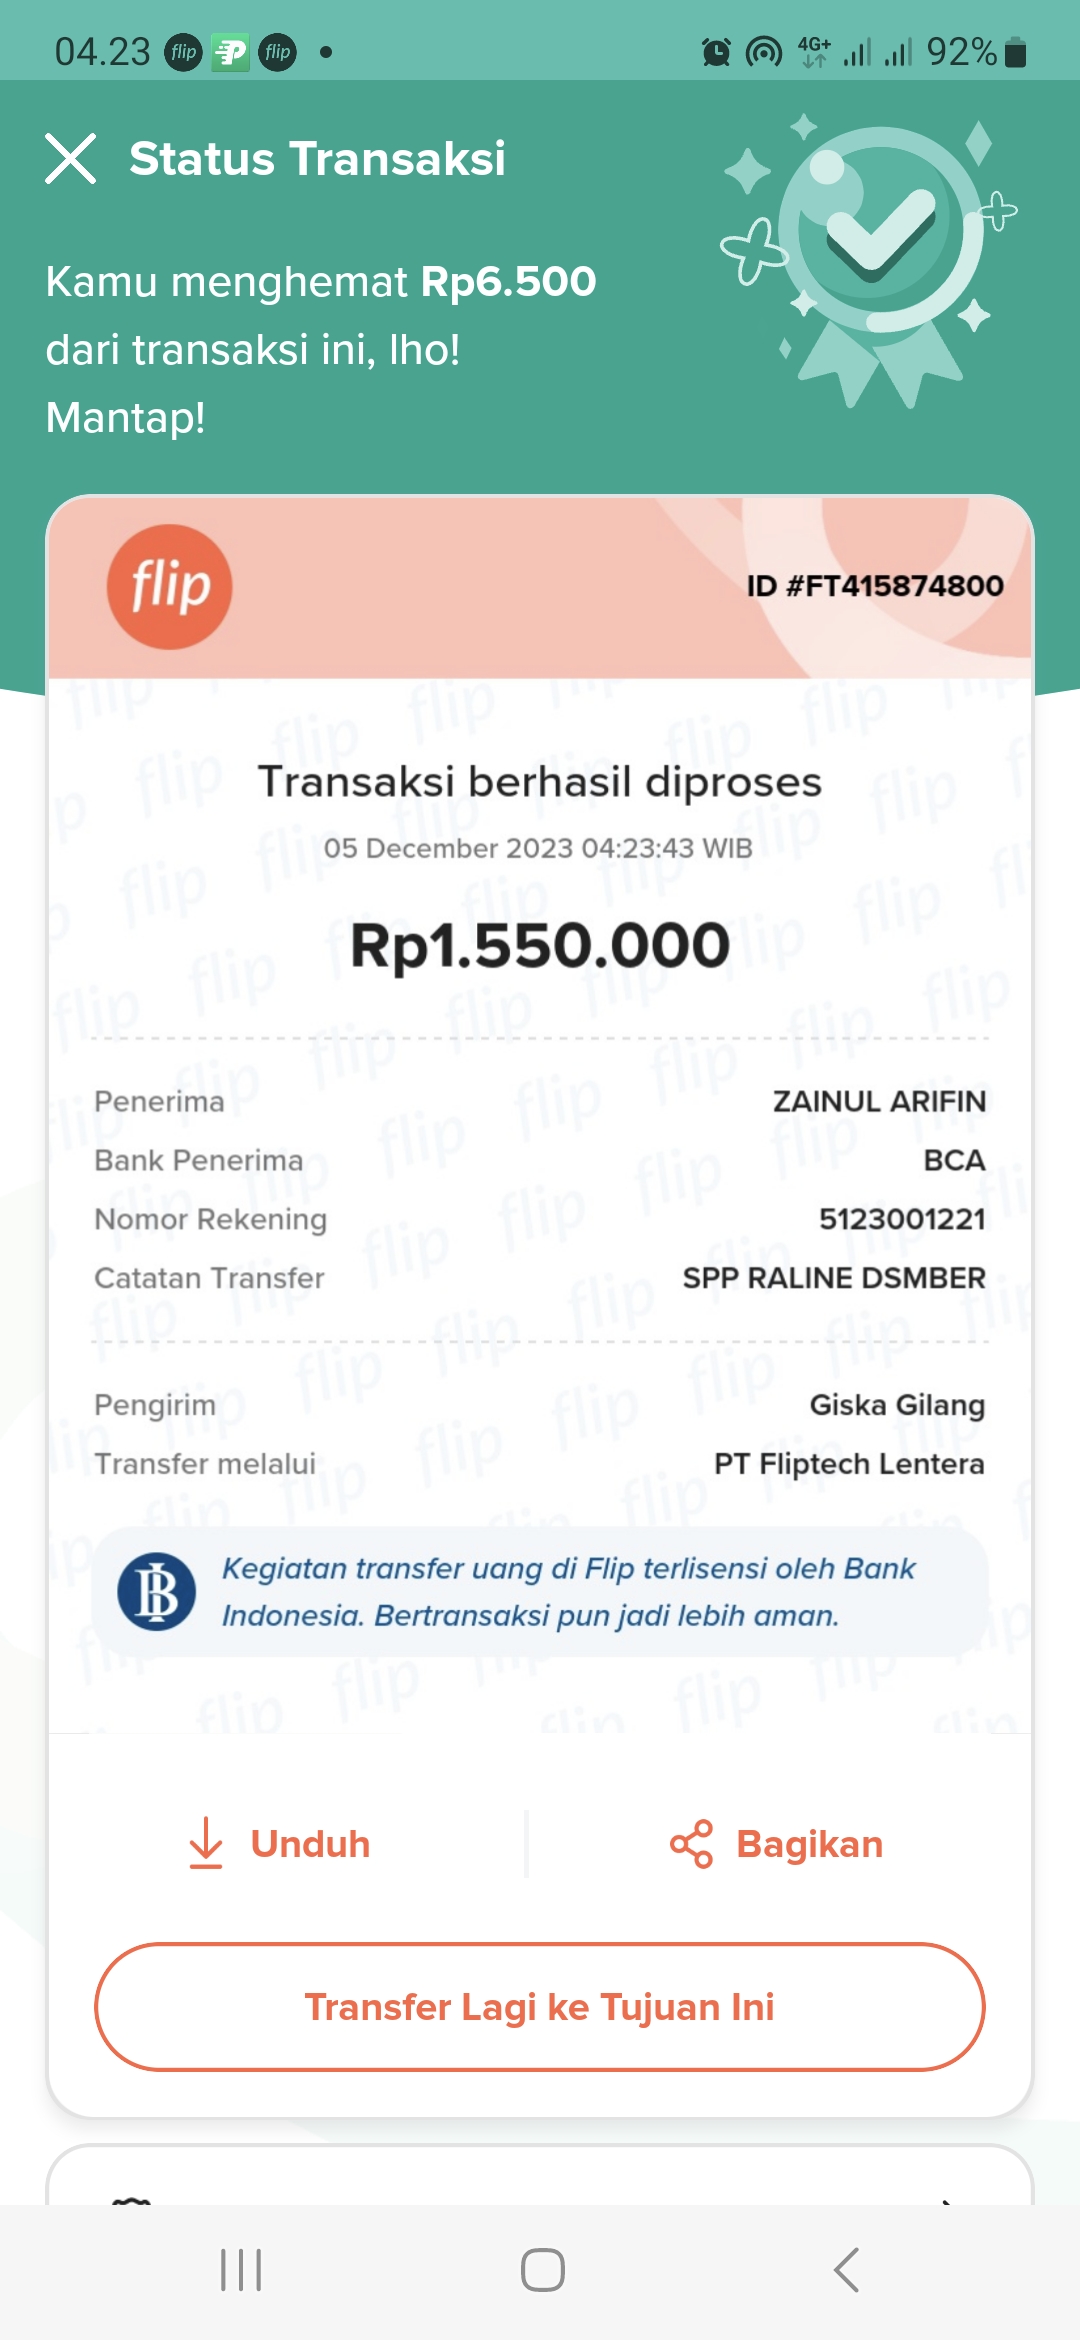 04.23 flip flip 4G+ 92%
Status Transaksi
Kamu menghemat Rp6.500
dari transaksi ini, lho!
Mantap!
flip ID #FT415874800
Transaksi berhasil diproses
05 December 2023 04:23:43 WIB
Rp1.550.000
Penerima ZAINUL ARIFIN
Bank Penerima BCA
Nomor Rekening 5123001221
Catatan Transfer SPP RALINE DSMBER
Pengirim Giska Gilang
Transfer melalui PT Fliptech Lentera
Kegiatan transfer uang di Flip terlisensi oleh Bank
Indonesia. Bertransaksi pun jadi lebih aman.
Unduh Bagikan
Transfer Lagi ke Tujuan Ini